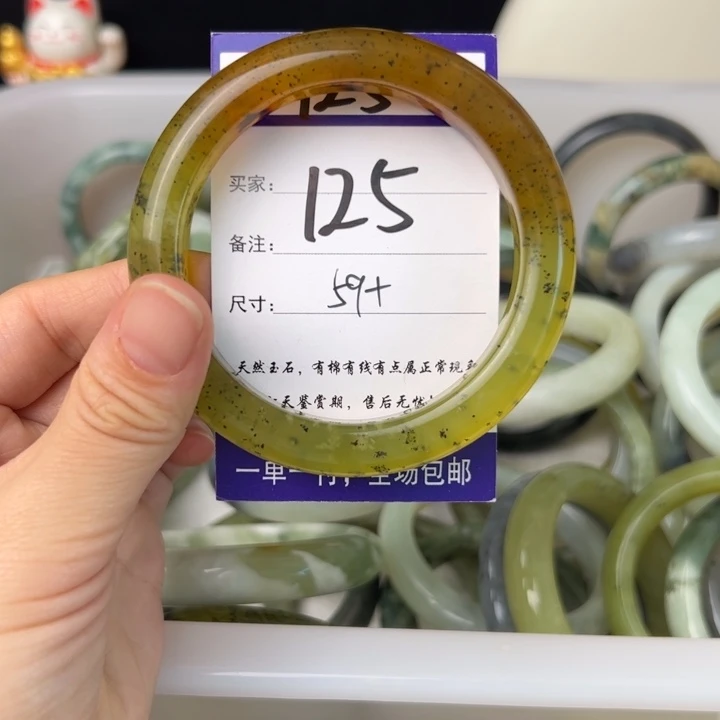 125
买家：125
备注：
尺寸：59+
天然玉石，有棉有线有点属正常现
天鉴赏期，售后无忧
一单一
全场包邮